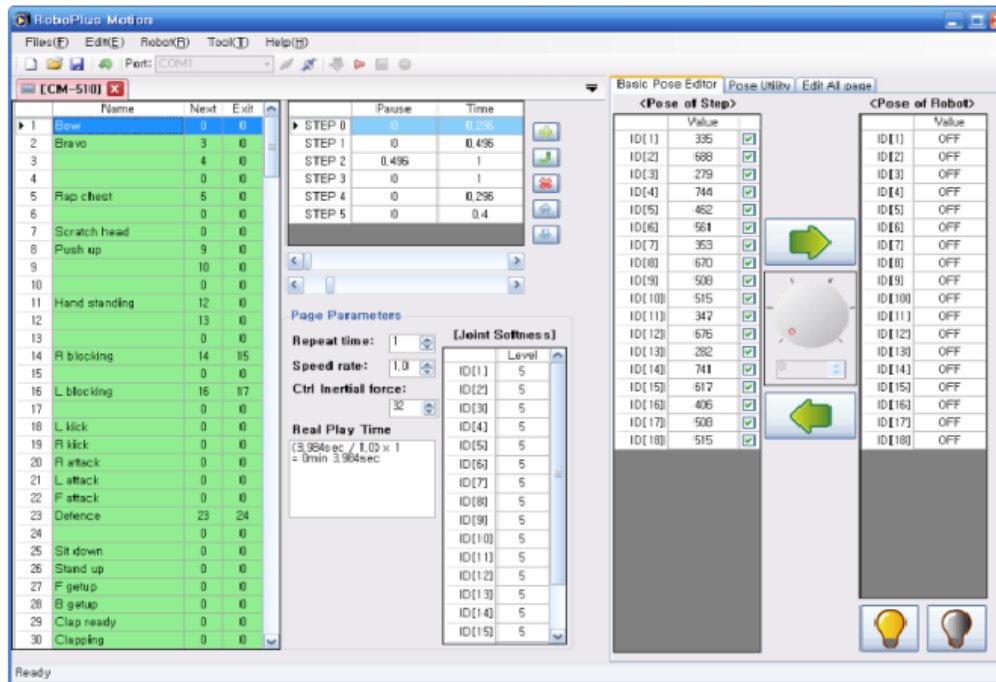 RoboPlus Motion
Files(F) Edit(E) Robot(R) Tool(T) Help(H)
Port: COM1
[CM-510]
Name Next Exit
1 Bow 0 0
2 Bravo 3 0
3 4 0
4 0 0
5 Rap chest 6 0
6 0 0
7 Scratch head 0 0
8 Push up 9 0
9 10 0
10 0 0
11 Hand standing 12 0
12 13 0
13 0 0
14 R blocking 14 15
15 0 0
16 L blocking 16 17
17 0 0
18 L kick 0 0
19 R kick 0 0
20 R attack 0 0
21 L attack 0 0
22 F attack 0 0
23 Defence 23 24
24 0 0
25 Sit down 0 0
26 Stand up 0 0
27 F getup 0 0
28 B getup 0 0
29 Clap ready 0 0
30 Clapping 0 0
Pause Time
STEP 0 0 0.296
STEP 1 0 0.496
STEP 2 0.496 1
STEP 3 0 1
STEP 4 0 0.296
STEP 5 0 0.4
Page Parameters
Repeat time: 1
Speed rate: 1.0
Ctrl Inertial force:
32
Real Play Time
(3.984sec / 1.0) x 1
= 0min 3.984sec
[Joint Softness]
Level
ID[1] 5
ID[2] 5
ID[3] 5
ID[4] 5
ID[5] 5
ID[6] 5
ID[7] 5
ID[8] 5
ID[9] 5
ID[10] 5
ID[11] 5
ID[12] 5
ID[13] 5
ID[14] 5
ID[15] 5
Basic Pose Editor Pose Utility Edit All page
<Pose of Step>
Value
ID[1] 335
ID[2] 688
ID[3] 279
ID[4] 744
ID[5] 462
ID[6] 561
ID[7] 353
ID[8] 670
ID[9] 508
ID[10] 515
ID[11] 347
ID[12] 676
ID[13] 282
ID[14] 741
ID[15] 617
ID[16] 406
ID[17] 508
ID[18] 515
0
<Pose of Robot>
Value
ID[1] OFF
ID[2] OFF
ID[3] OFF
ID[4] OFF
ID[5] OFF
ID[6] OFF
ID[7] OFF
ID[8] OFF
ID[9] OFF
ID[10] OFF
ID[11] OFF
ID[12] OFF
ID[13] OFF
ID[14] OFF
ID[15] OFF
ID[16] OFF
ID[17] OFF
ID[18] OFF
Ready